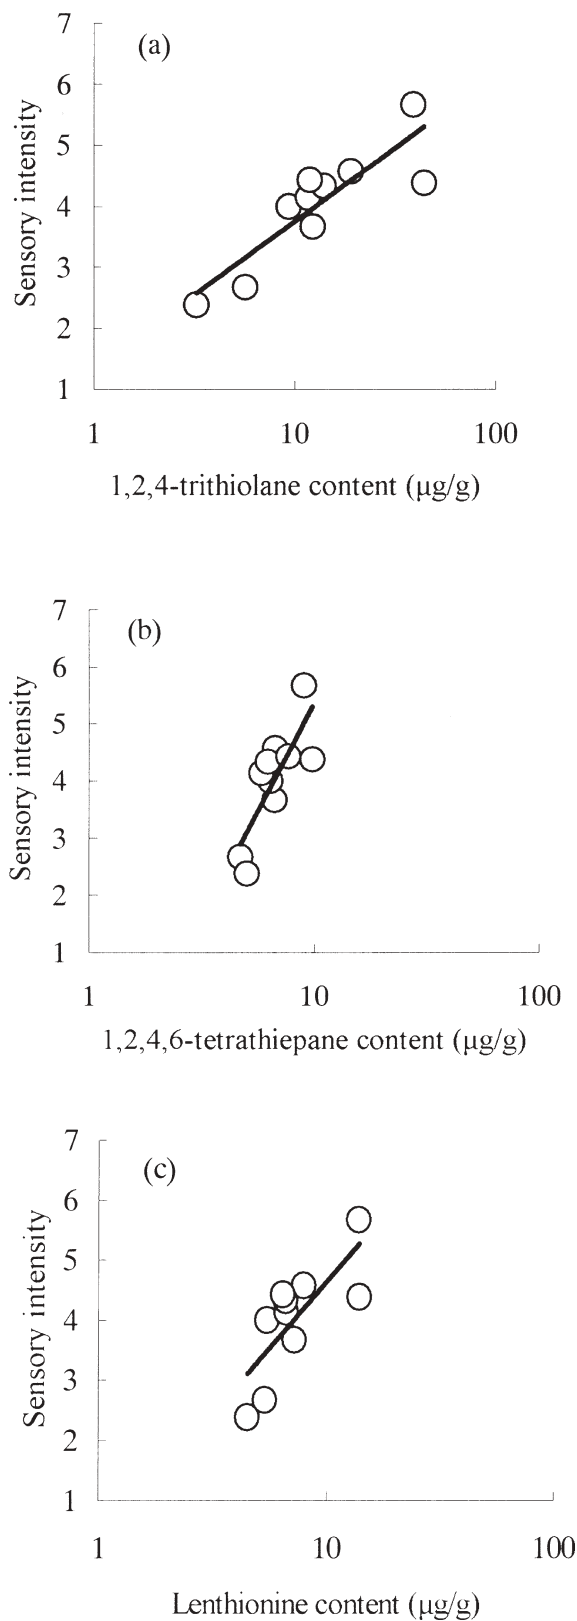 7
(a)
6
5
4
3
2
1
Sensory intensity
1 10 100
1,2,4-trithiolane content (μg/g)
7
(b)
6
5
4
3
2
1
Sensory intensity
1 10 100
1,2,4,6-tetrathiepane content (μg/g)
7
(c)
6
5
4
3
2
1
Sensory intensity
1 10 100
Lenthionine content (μg/g)